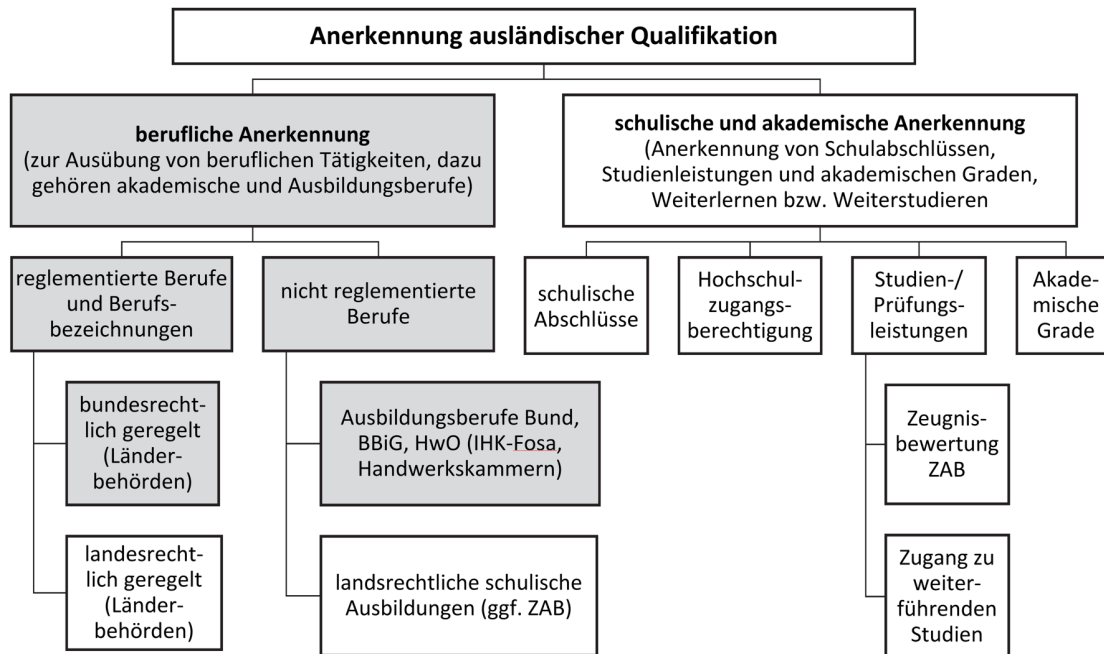 Anerkennung ausländischer Qualifikation
berufliche Anerkennung
(zur Ausübung von beruflichen Tätigkeiten, dazu
gehören akademische und Ausbildungsberufe)
schulische und akademische Anerkennung
(Anerkennung von Schulabschlüssen,
Studienleistungen und akademischen Graden,
Weiterlernen bzw. Weiterstudieren
reglementierte Berufe
und Berufs-
bezeichnungen
nicht reglementierte
Berufe
schulische
Abschlüsse
Hochschul-
zugangs-
berechtigung
Studien-/
Prüfungs-
leistungen
Akade-
mische
Grade
bundesrecht-
lich geregelt
(Länder-
behörden)
Ausbildungsberufe Bund,
BBiG, HwO (IHK-Fosa,
Handwerkskammern)
Zeugnis-
bewertung
ZAB
landesrecht-
lich geregelt
(Länder-
behörden)
landsrechtliche schulische
Ausbildungen (ggf. ZAB)
Zugang zu
weiter-
führenden
Studien